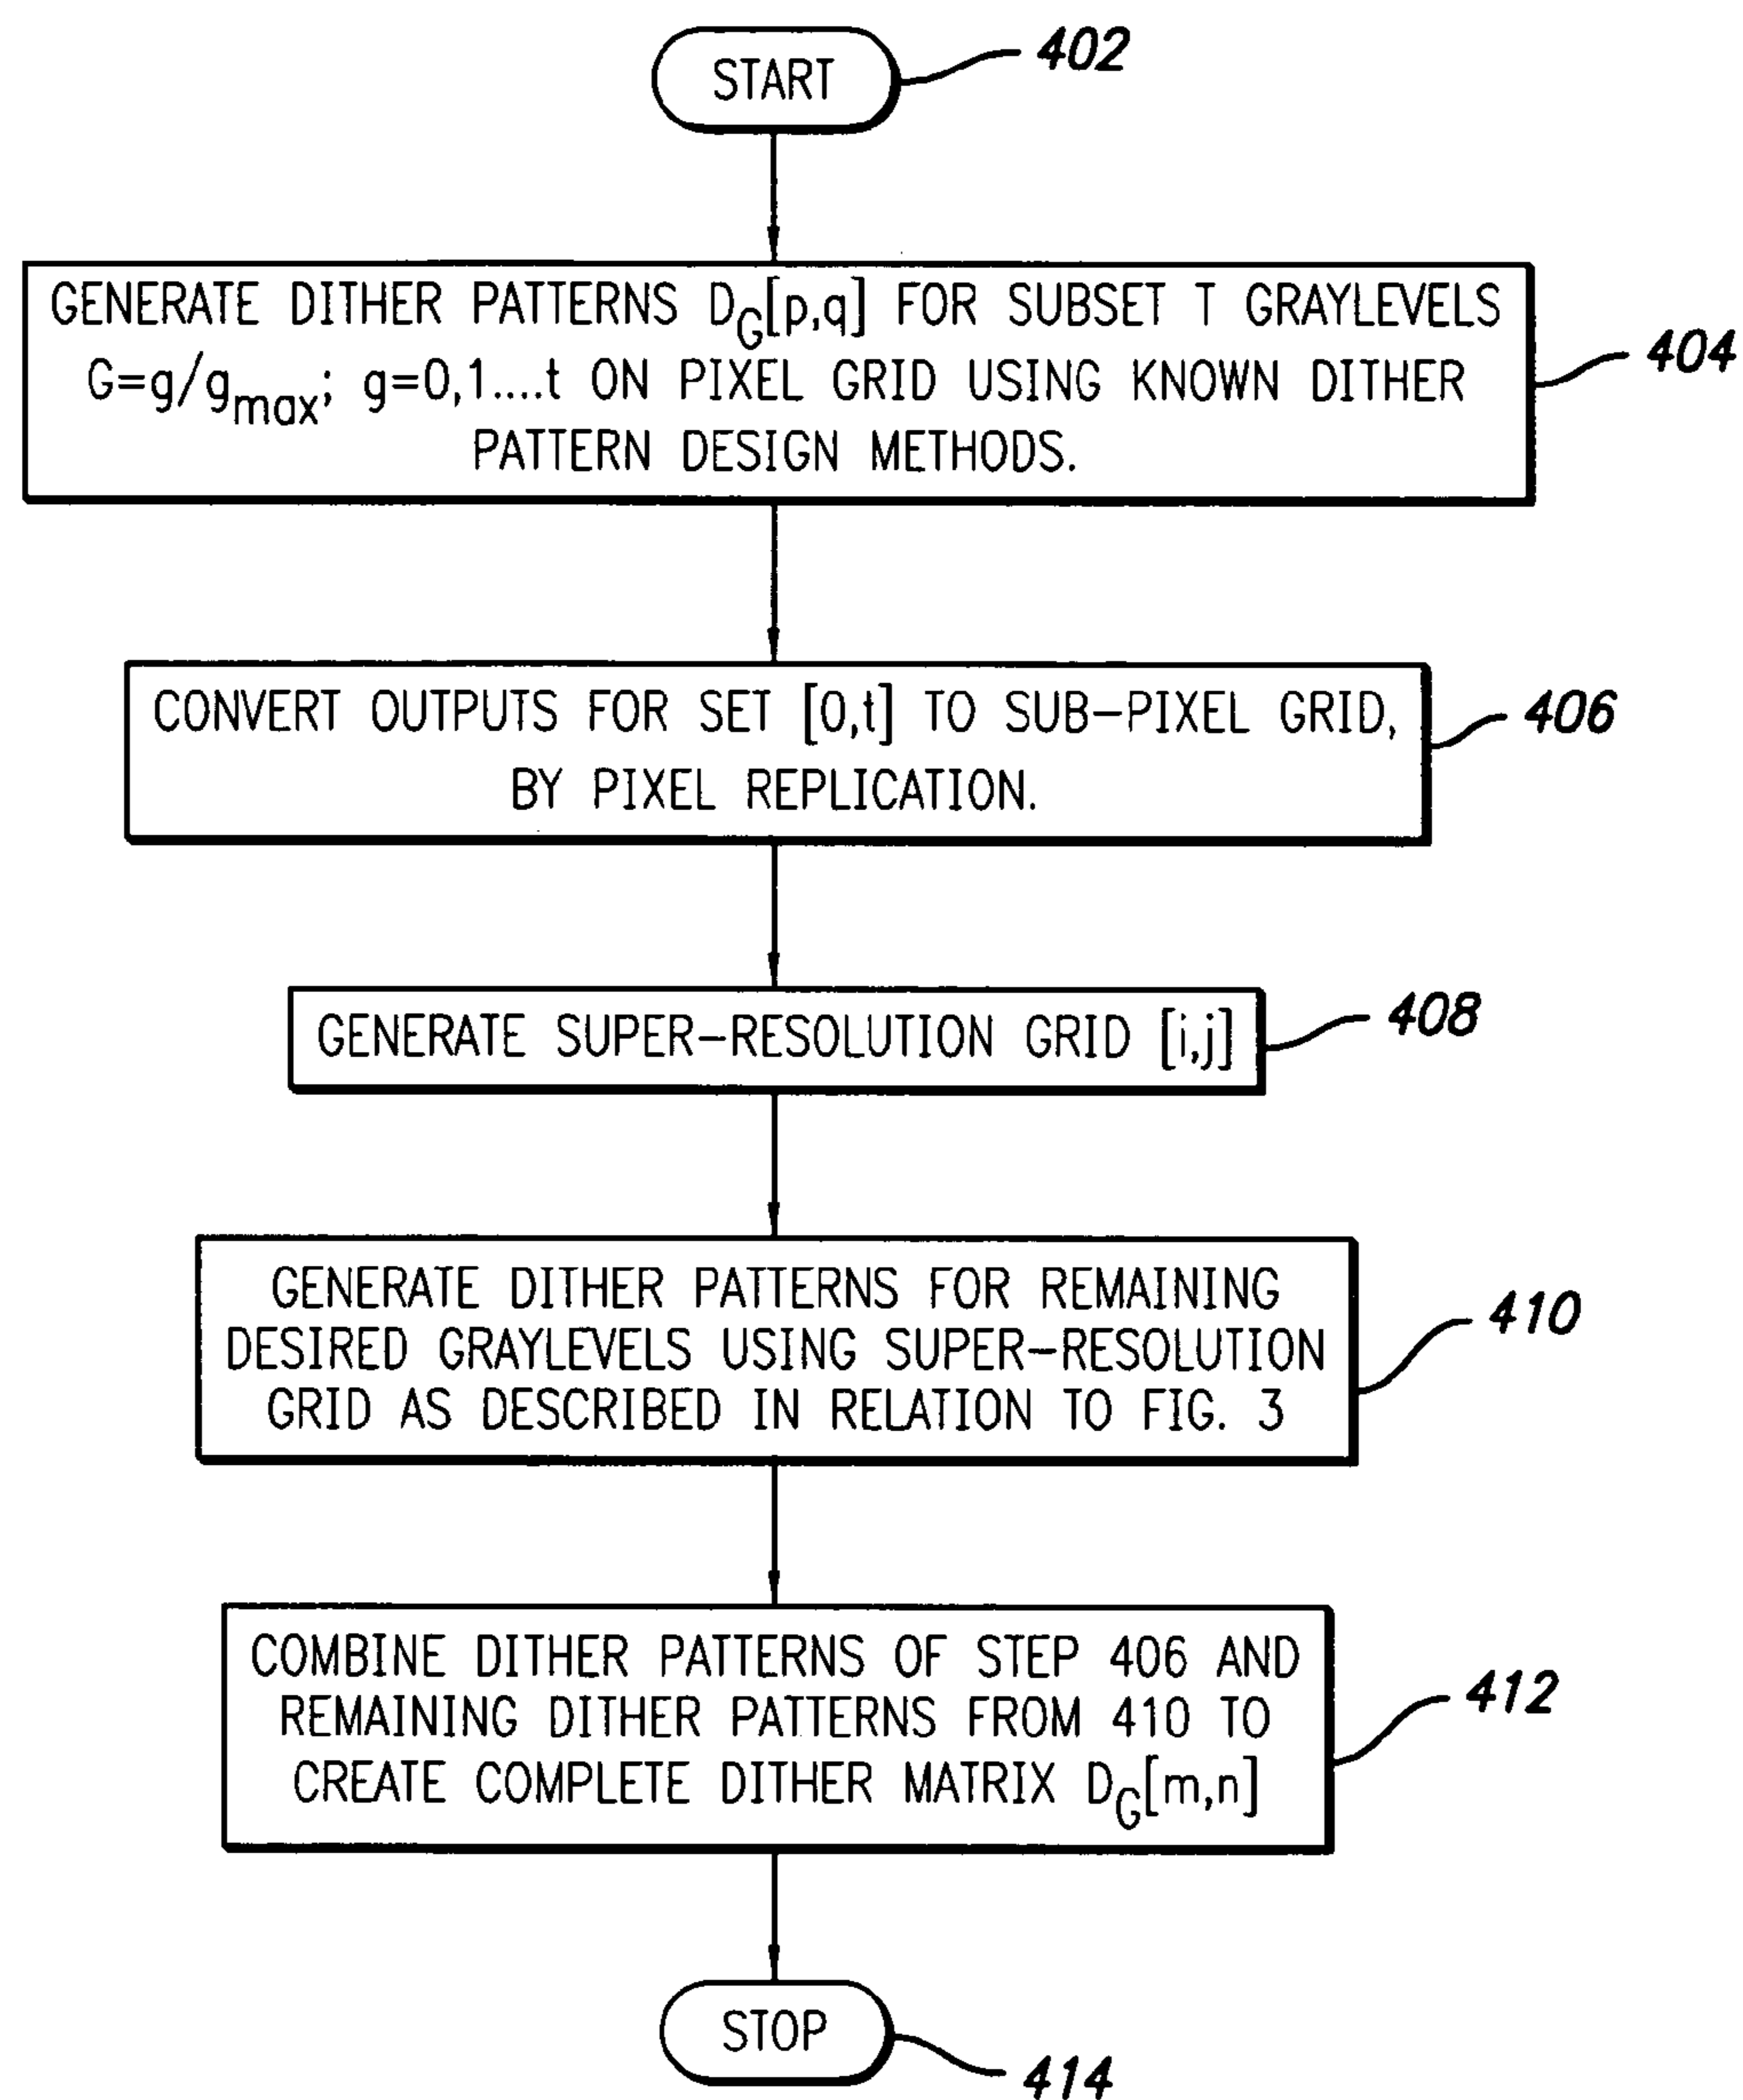 START
402
GENERATE DITHER PATTERNS D_G[p,q] FOR SUBSET T GRAYLEVELS
G=g/g_max; g=0,1....t ON PIXEL GRID USING KNOWN DITHER
PATTERN DESIGN METHODS.
404
CONVERT OUTPUTS FOR SET [0,t] TO SUB-PIXEL GRID,
BY PIXEL REPLICATION.
406
GENERATE SUPER-RESOLUTION GRID [i,j]
408
GENERATE DITHER PATTERNS FOR REMAINING
DESIRED GRAYLEVELS USING SUPER-RESOLUTION
GRID AS DESCRIBED IN RELATION TO FIG. 3
410
COMBINE DITHER PATTERNS OF STEP 406 AND
REMAINING DITHER PATTERNS FROM 410 TO
CREATE COMPLETE DITHER MATRIX D_G[m,n]
412
STOP
414